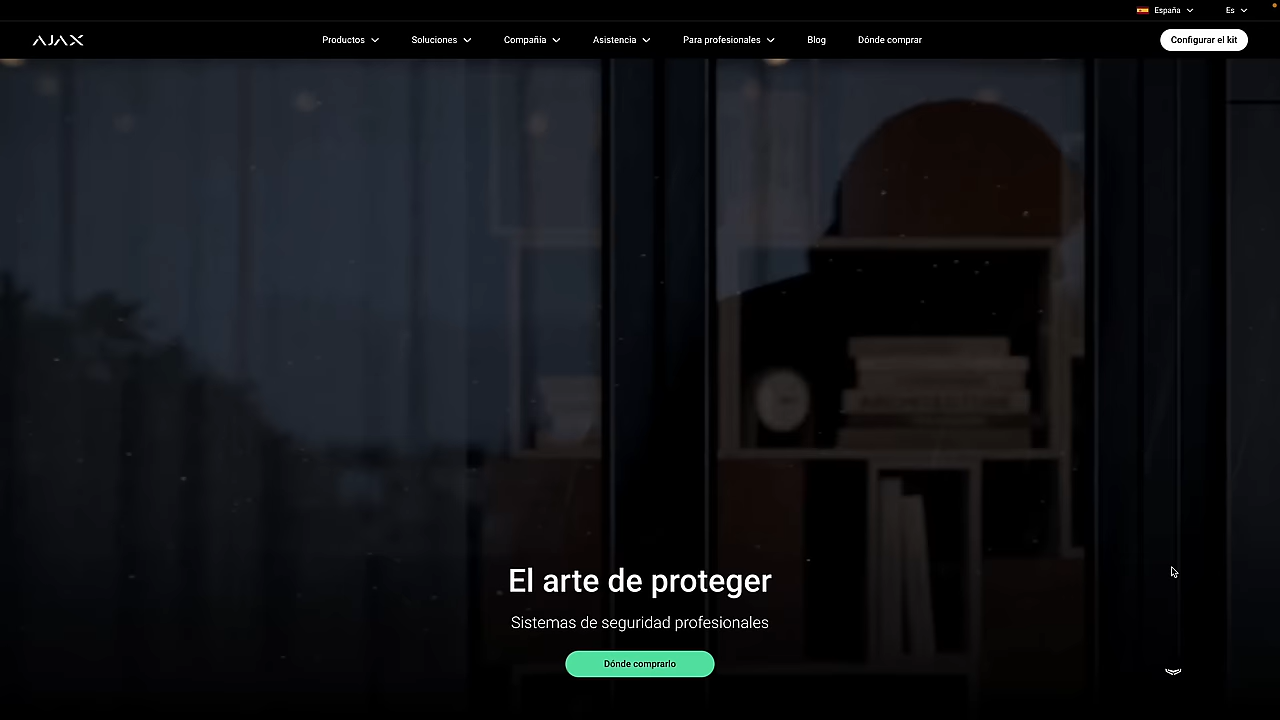 España
Es
AJAX
Productos
Soluciones
Compañía
Asistencia
Para profesionales
Blog
Dónde comprar
Configurar el kit
El arte de proteger
Sistemas de seguridad profesionales
Dónde comprarlo